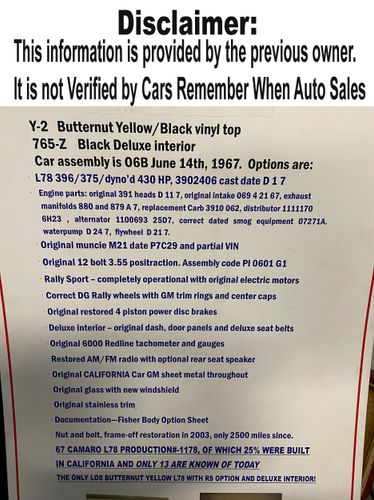 Disclaimer:
This information is provided by the previous owner.
It is not Verified by Cars Remember When Auto Sales
Y-2 Butternut Yellow/Black vinyl top
765-Z Black Deluxe interior
Car assembly is 06B June 14th, 1967. Options are:
L78 396/375/dyno'd 430 HP, 3902406 cast date D 1 7
Engine parts: original 391 heads D 11 7, original intake 069 4 21 67, exhaust
manifolds 880 and 879 A 7, replacement Carb 3910 062, distributor 1111170
6H23 , alternator 1100693 25D7, correct dated smog equipment 07271A.
waterpump D 24 7, flywheel D 21 7.
Original muncie M21 date P7C29 and partial VIN
Original 12 bolt 3.55 positraction. Assembly code PI 0601 G1
Rally Sport – completely operational with original electric motors
Correct DG Rally wheels with GM trim rings and center caps
Original restored 4 piston power disc brakes
Deluxe interior – original dash, door panels and deluxe seat belts
Original 6000 Redline tachometer and gauges
Restored AM/FM radio with optional rear seat speaker
Original CALIFORNIA Car GM sheet metal throughout
Original glass with new windshield
Original stainless trim
Documentation—Fisher Body Option Sheet
Nut and bolt, frame-off restoration in 2003, only 2500 miles since.
67 CAMARO L78 PRODUCTION#-1178, OF WHICH 25% WERE BUILT
IN CALIFORNIA AND ONLY 13 ARE KNOWN OF TODAY
THE ONLY LOS BUTTERNUT YELLOW L78 WITH RS OPTION AND DELUXE INTERIOR!